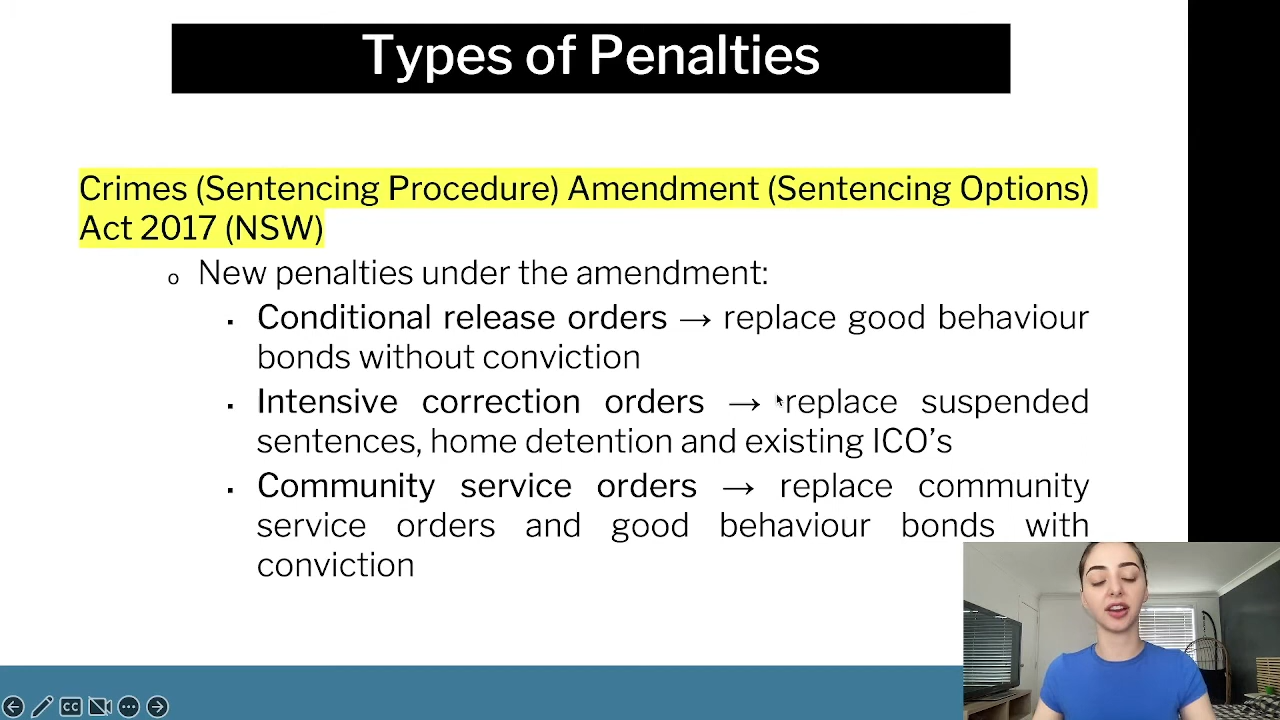 Types of Penalties
Crimes (Sentencing Procedure) Amendment (Sentencing Options)
Act 2017 (NSW)
o New penalties under the amendment:
▪ Conditional release orders → replace good behaviour
bonds without conviction
▪ Intensive correction orders → replace suspended
sentences, home detention and existing ICO’s
▪ Community service orders → replace community
service orders and good behaviour bonds with
conviction
CC